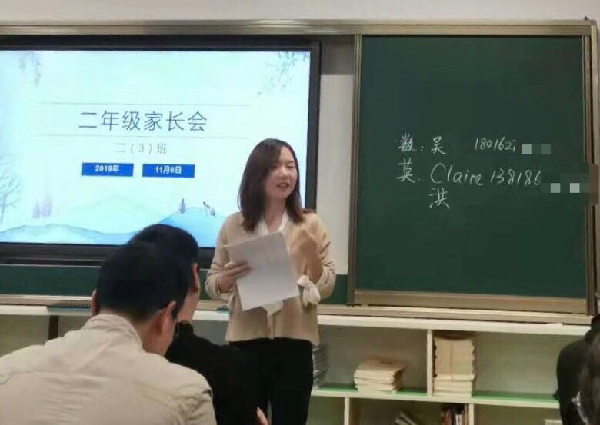 二年级家长会
二(3)班
2019年 11月6日
数:吴 180162
英.Claire 138186
洪